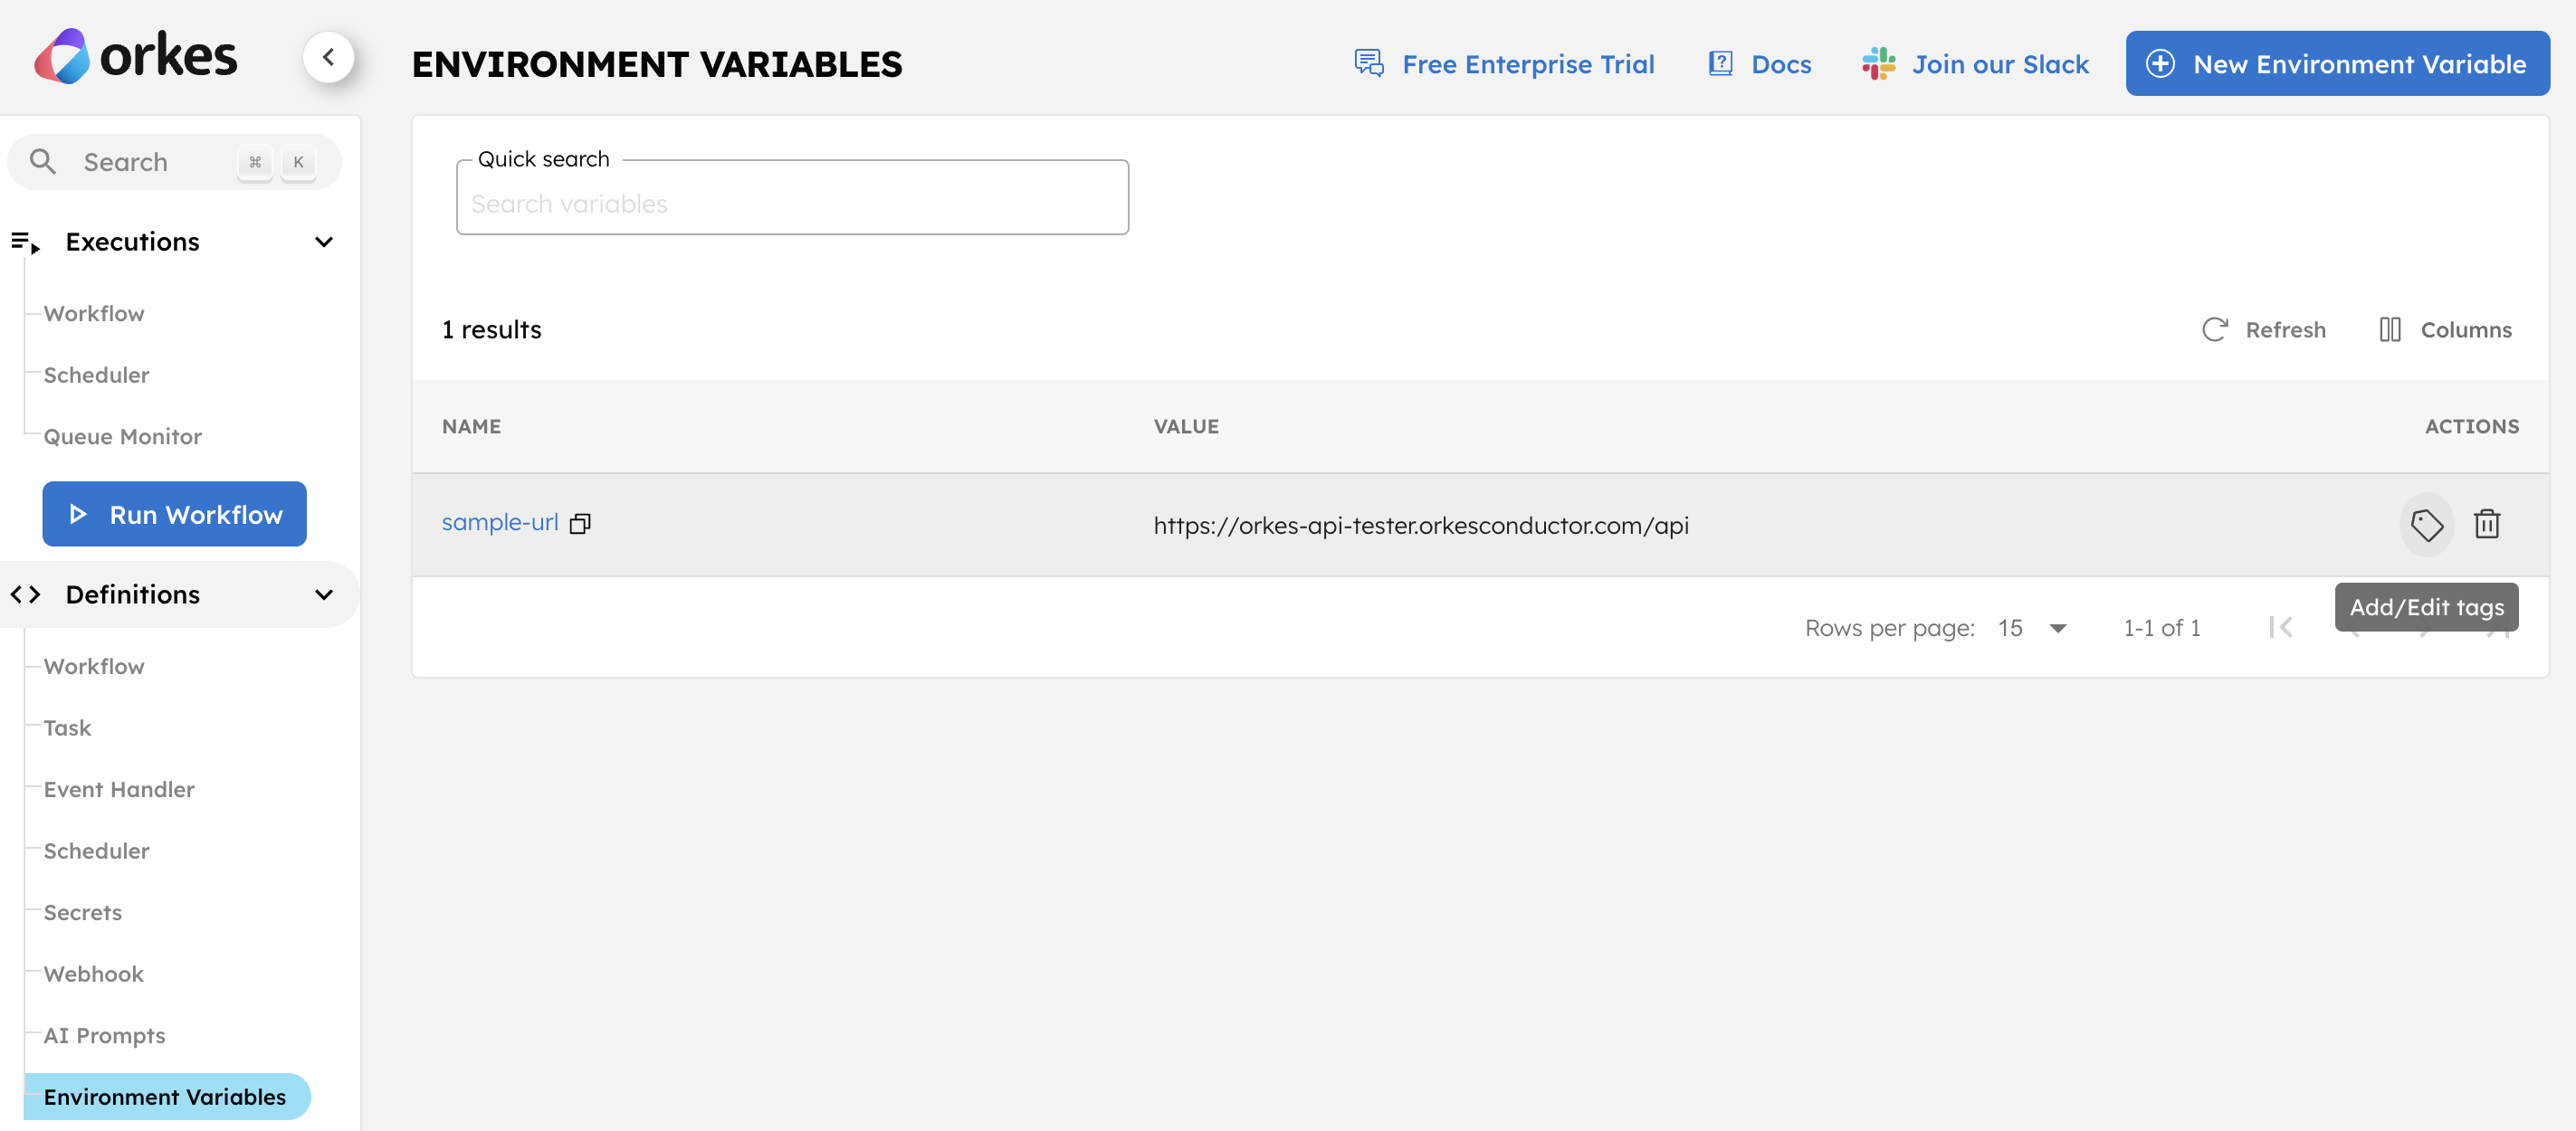 orkes
ENVIRONMENT VARIABLES
Free Enterprise Trial
Docs
Join our Slack
New Environment Variable
Search ⌘ K
Executions
Workflow
Scheduler
Queue Monitor
Run Workflow
Definitions
Workflow
Task
Event Handler
Scheduler
Secrets
Webhook
AI Prompts
Environment Variables
Quick search
Search variables
1 results
Refresh
Columns
NAME VALUE ACTIONS
sample-url https://orkes-api-tester.orkesconductor.com/api
Add/Edit tags
Rows per page: 15 1-1 of 1